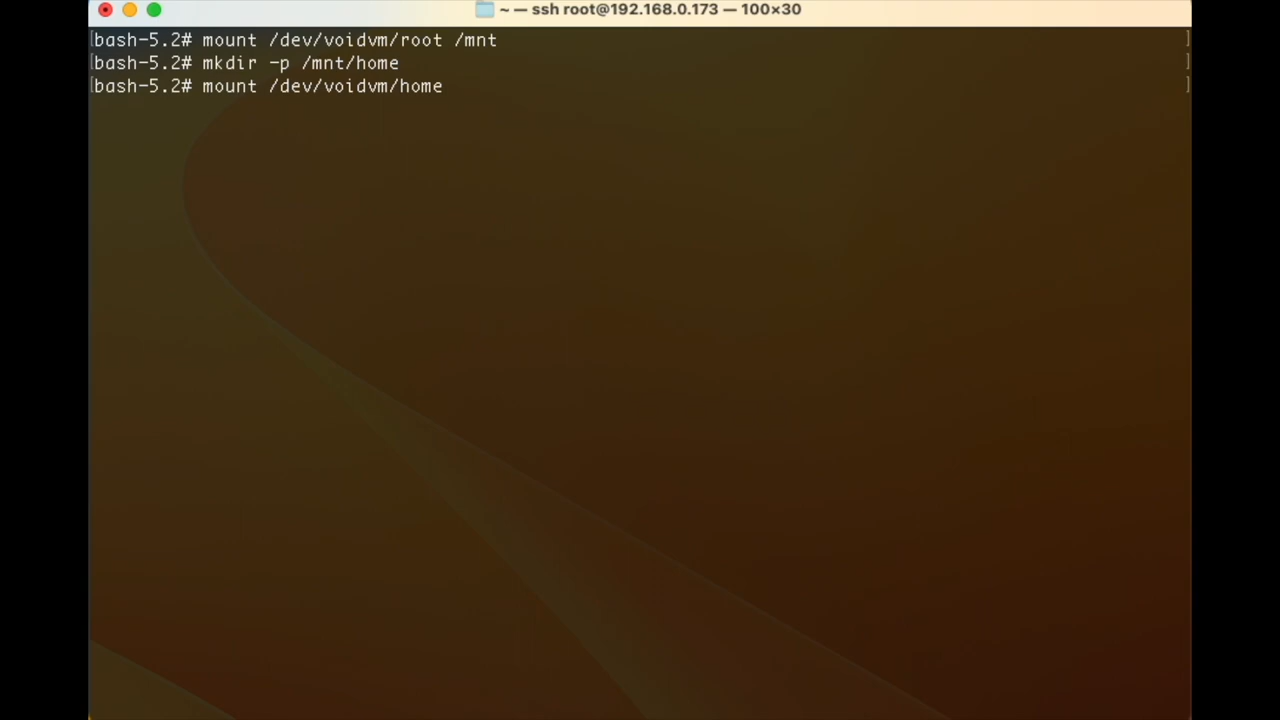 ~ — ssh root@192.168.0.173 — 100×30
[bash-5.2# mount /dev/voidvm/root /mnt ]
[bash-5.2# mkdir -p /mnt/home ]
[bash-5.2# mount /dev/voidvm/home ]